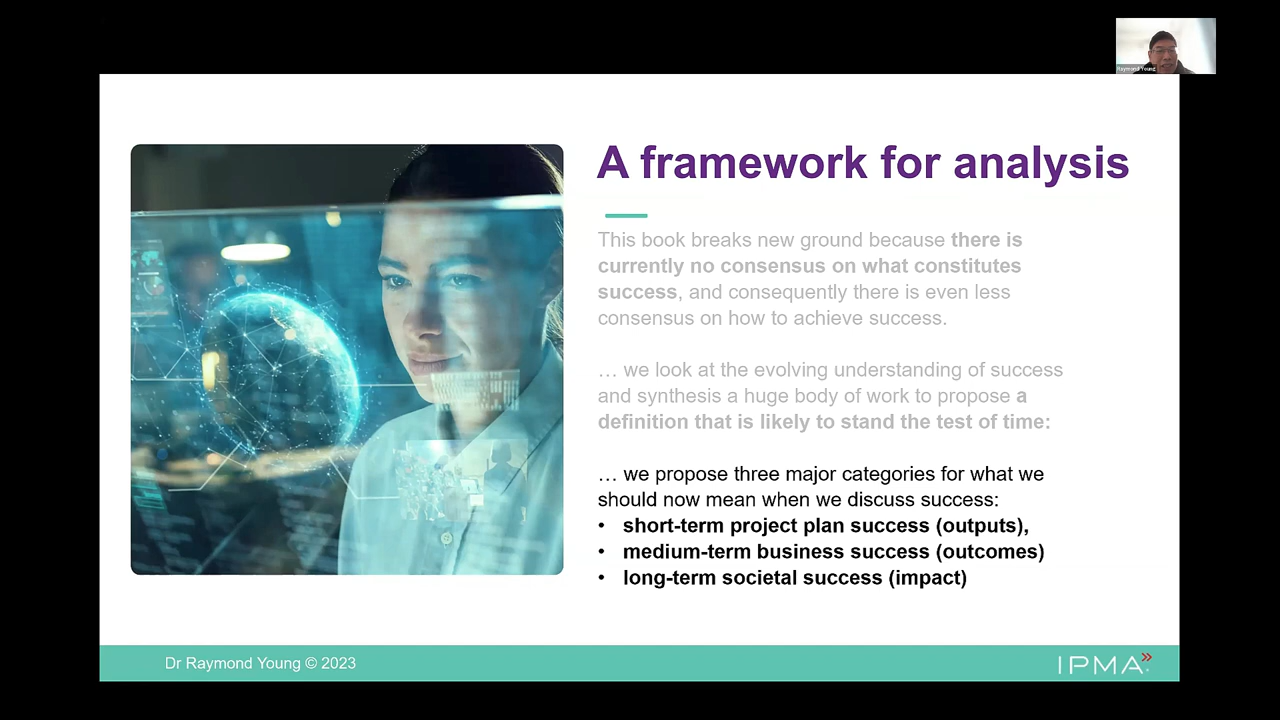 Raymond Young
A framework for analysis
This book breaks new ground because there is
currently no consensus on what constitutes
success, and consequently there is even less
consensus on how to achieve success.
… we look at the evolving understanding of success
and synthesis a huge body of work to propose a
definition that is likely to stand the test of time:
… we propose three major categories for what we
should now mean when we discuss success:
• short-term project plan success (outputs),
• medium-term business success (outcomes)
• long-term societal success (impact)
Dr Raymond Young © 2023
IPMA